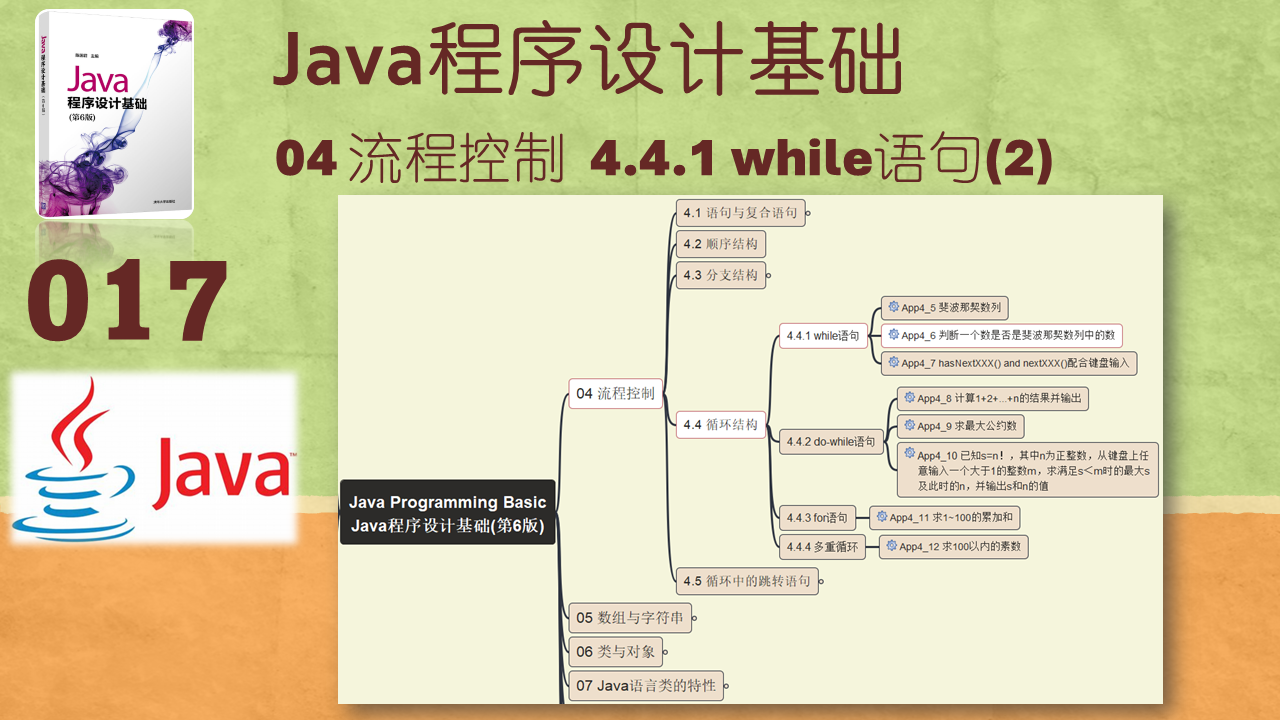 Java程序设计基础
04 流程控制 4.4.1 while语句(2)
陈国君 主编
Java
程序设计基础
(第6版)
清华大学出版社
017
Java
4.1 语句与复合语句
4.2 顺序结构
4.3 分支结构
04 流程控制
4.4 循环结构
4.4.1 while语句
App4_5 斐波那契数列
App4_6 判断一个数是否是斐波那契数列中的数
App4_7 hasNextXXX() and nextXXX()配合键盘输入
4.4.2 do-while语句
App4_8 计算1+2+...+n的结果并输出
App4_9 求最大公约数
App4_10 已知s=n！，其中n为正整数，从键盘上任
意输入一个大于1的整数m，求满足s＜m时的最大s
及此时的n，并输出s和n的值
4.4.3 for语句
App4_11 求1~100的累加和
4.4.4 多重循环
App4_12 求100以内的素数
4.5 循环中的跳转语句
Java Programming Basic
Java程序设计基础(第6版)
05 数组与字符串
06 类与对象
07 Java语言类的特性